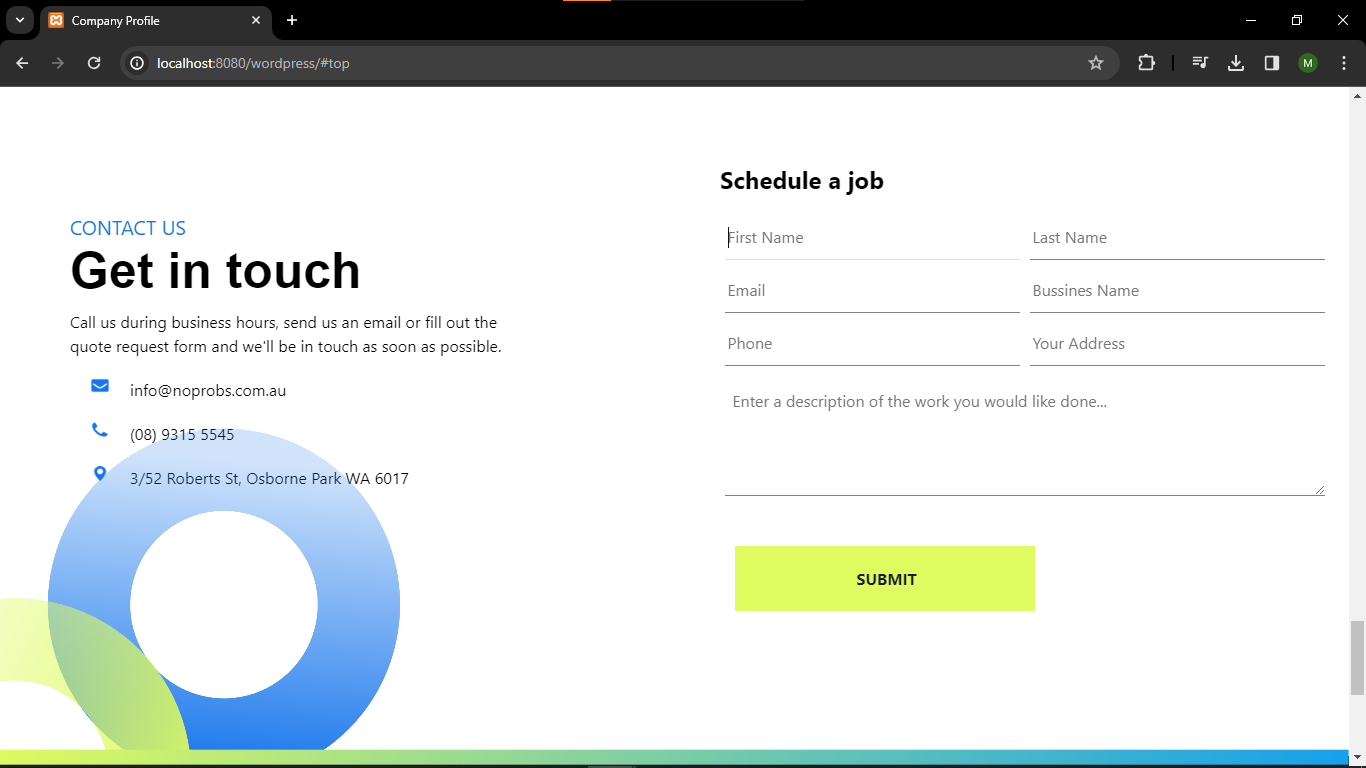 Company Profile
localhost:8080/wordpress/#top
M
CONTACT US
Get in touch
Call us during business hours, send us an email or fill out the
quote request form and we'll be in touch as soon as possible.
info@noprobs.com.au
(08) 9315 5545
3/52 Roberts St, Osborne Park WA 6017
Schedule a job
First Name
Last Name
Email
Bussines Name
Phone
Your Address
Enter a description of the work you would like done...
SUBMIT